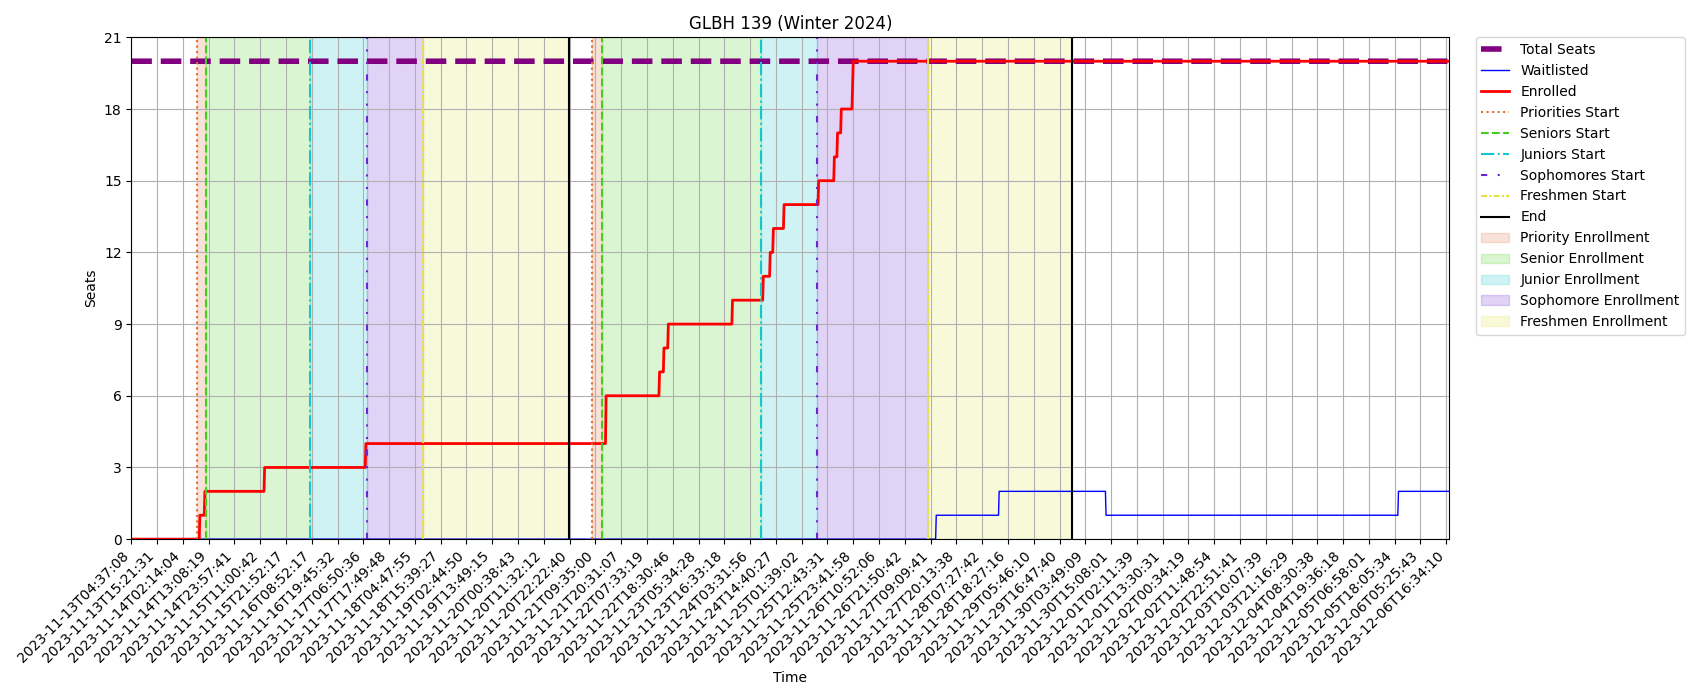 GLBH 139 (Winter 2024)
21
18
15
12
9
6
3
0
Seats
2023-11-13T04:37:08
2023-11-13T15:21:31
2023-11-14T02:14:04
2023-11-14T13:08:19
2023-11-14T23:57:41
2023-11-15T11:00:42
2023-11-15T21:52:17
2023-11-16T08:52:17
2023-11-16T19:45:32
2023-11-17T06:50:36
2023-11-17T17:49:48
2023-11-18T04:47:55
2023-11-18T15:39:27
2023-11-19T02:44:50
2023-11-19T13:49:15
2023-11-20T00:38:43
2023-11-20T11:32:12
2023-11-20T22:22:40
2023-11-21T09:35:00
2023-11-21T20:31:07
2023-11-22T07:33:19
2023-11-22T18:30:46
2023-11-23T05:34:28
2023-11-23T16:33:18
2023-11-24T03:31:56
2023-11-24T14:40:27
2023-11-25T01:39:02
2023-11-25T12:43:31
2023-11-25T23:41:58
2023-11-26T10:52:06
2023-11-26T21:50:42
2023-11-27T09:09:41
2023-11-27T20:13:38
2023-11-28T07:27:42
2023-11-28T18:27:16
2023-11-29T05:46:10
2023-11-29T16:47:40
2023-11-30T03:49:09
2023-11-30T15:08:01
2023-12-01T02:11:39
2023-12-01T13:30:31
2023-12-02T00:34:19
2023-12-02T11:48:54
2023-12-02T22:51:41
2023-12-03T10:07:39
2023-12-03T21:16:29
2023-12-04T08:30:38
2023-12-04T19:36:18
2023-12-05T06:58:01
2023-12-05T18:05:34
2023-12-06T05:25:43
2023-12-06T16:34:10
Time
Total Seats
Waitlisted
Enrolled
Priorities Start
Seniors Start
Juniors Start
Sophomores Start
Freshmen Start
End
Priority Enrollment
Senior Enrollment
Junior Enrollment
Sophomore Enrollment
Freshmen Enrollment